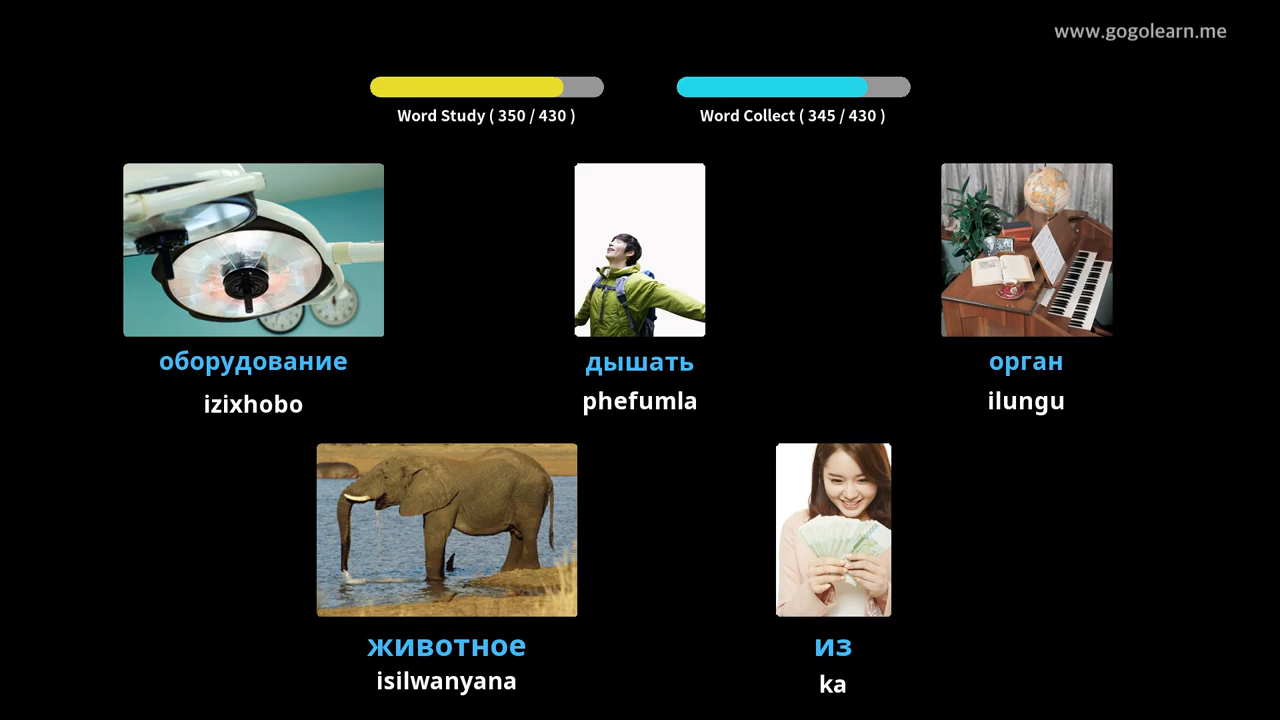 www.gogolearn.me
Word Study ( 350 / 430 )
Word Collect ( 345 / 430 )
оборудование
izixhobo
дышать
phefumla
орган
ilungu
животное
isilwanyana
из
ka